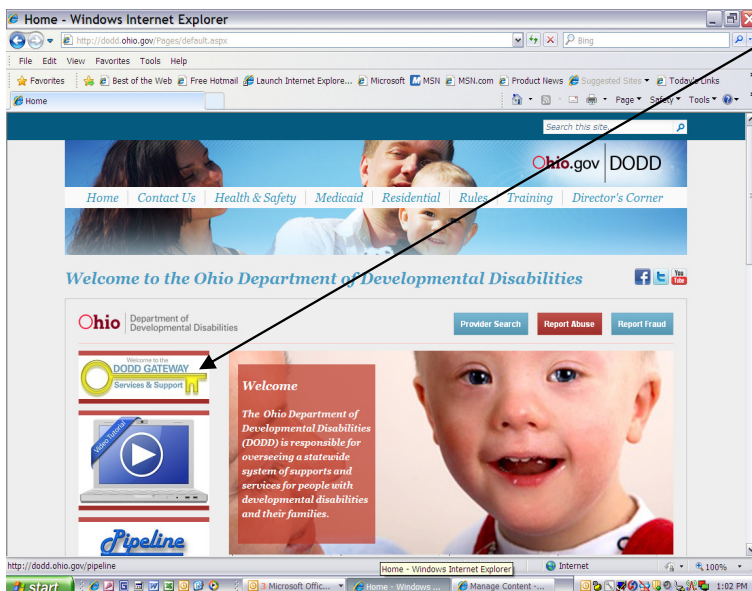 Home - Windows Internet Explorer
http://dodd.ohio.gov/Pages/default.aspx
Bing
File Edit View Favorites Tools Help
Favorites Best of the Web Free Hotmail Launch Internet Explore... Microsoft MSN MSN.com Product News Suggested Sites Today's Links
Home
Page Safety Tools
Search this site...
Ohio.gov DODD
Home Contact Us Health & Safety Medicaid Residential Rules Training Director's Corner
Welcome to the Ohio Department of Developmental Disabilities
You Tube
Ohio Department of
Developmental Disabilities
Provider Search Report Abuse Report Fraud
Welcome to the
DODD GATEWAY
Services & Support
Video Tutorial
Pipeline
Welcome
The Ohio Department of
Developmental Disabilities
(DODD) is responsible for
overseeing a statewide
system of supports and
services for people with
developmental disabilities
and their families.
http://dodd.ohio.gov/pipeline
Home - Windows Internet Explorer
Internet
100%
start
3 Microsoft Offic...
Home - Windows ...
Manage Content -...
1:02 PM